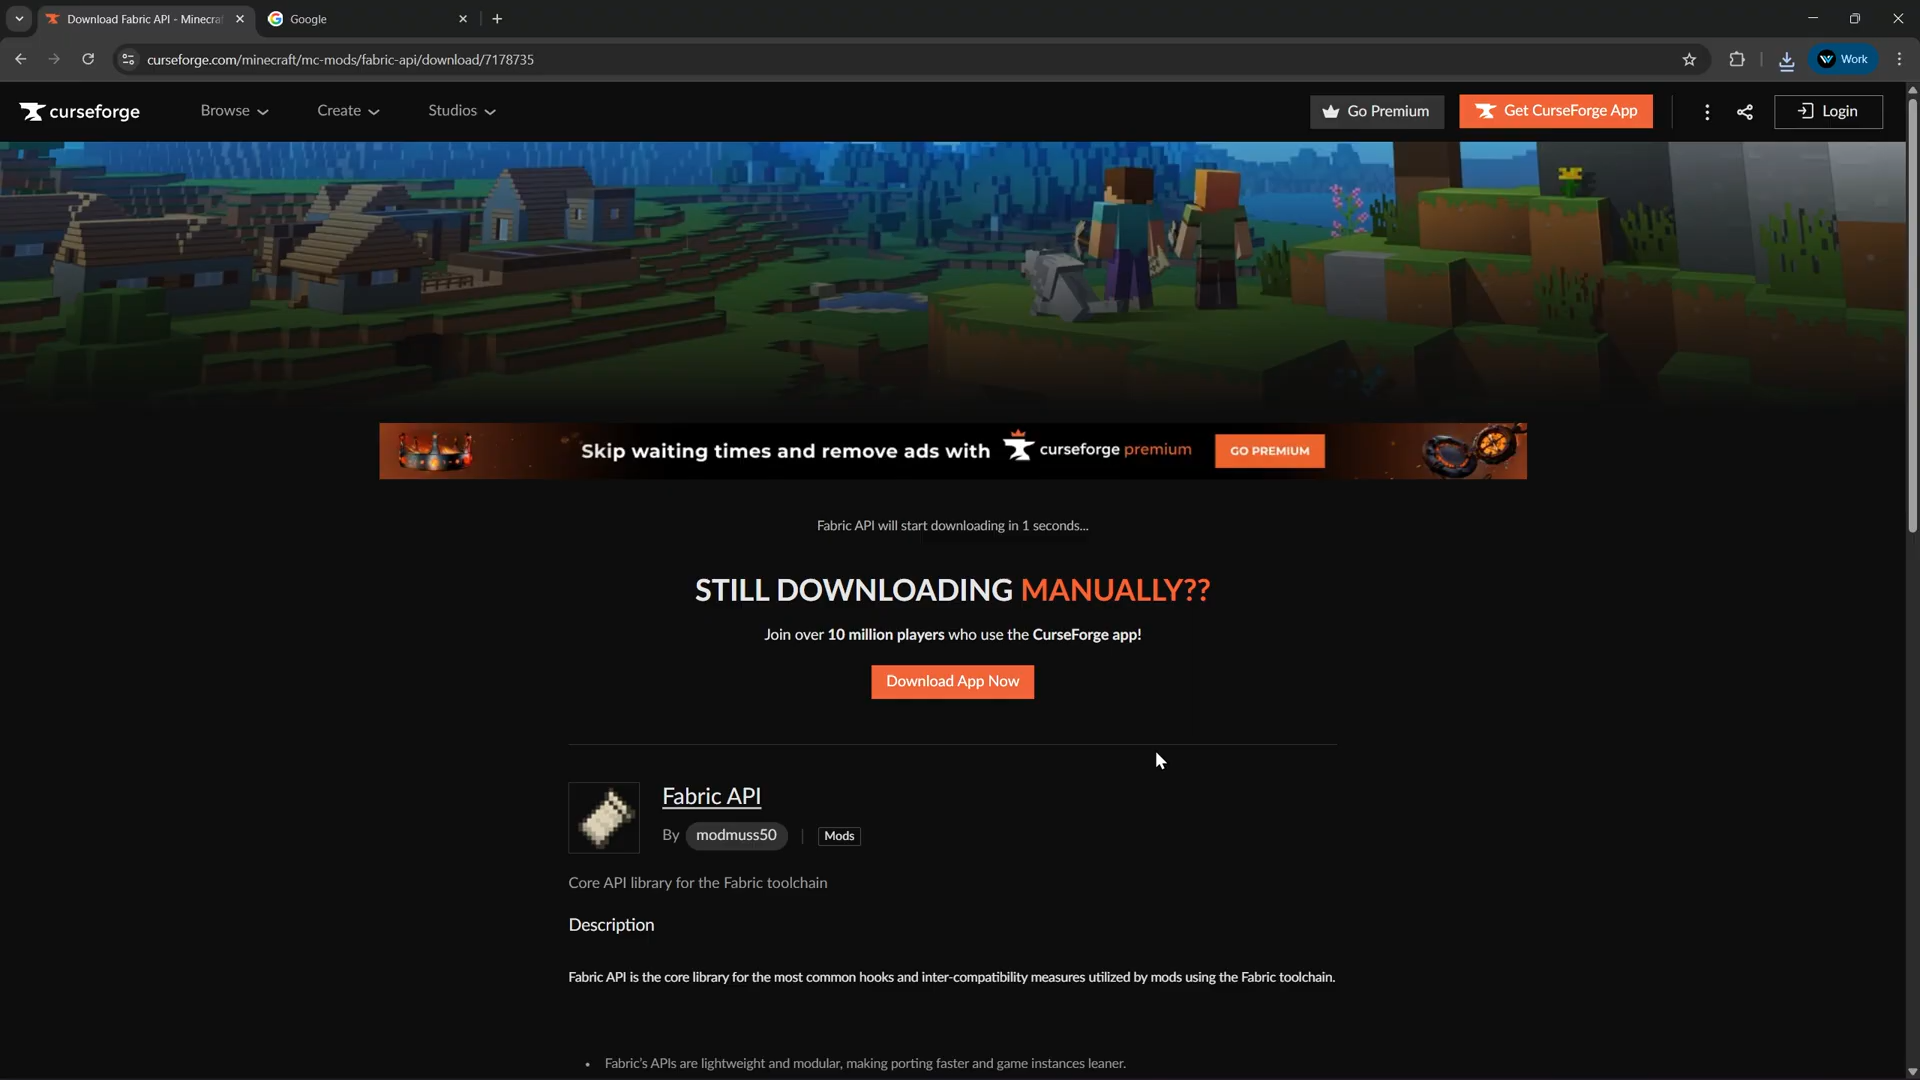 Download Fabric API - Minecra
Google
curseforge.com/minecraft/mc-mods/fabric-api/download/7178735
Work
curseforge
Browse
Create
Studios
Go Premium
Get CurseForge App
Login
Skip waiting times and remove ads with curseforge premium
GO PREMIUM
Fabric API will start downloading in 1 seconds...
STILL DOWNLOADING MANUALLY??
Join over 10 million players who use the CurseForge app!
Download App Now
Fabric API
By modmuss50 | Mods
Core API library for the Fabric toolchain
Description
Fabric API is the core library for the most common hooks and inter-compatibility measures utilized by mods using the Fabric toolchain.
• Fabric's APIs are lightweight and modular, making porting faster and game instances leaner.